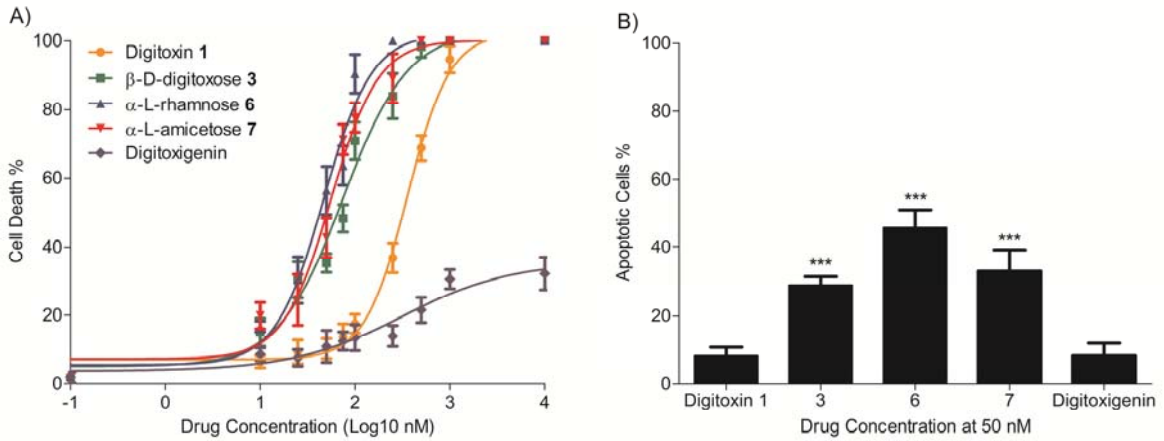 A)
Cell Death %
100
80
60
40
20
0
Digitoxin 1
β-D-digitoxose 3
α-L-rhamnose 6
α-L-amicetose 7
Digitoxigenin
-1 0 1 2 3 4
Drug Concentration (Log10 nM)
B)
Apoptotic Cells %
100
80
60
40
20
0
*** *** ***
Digitoxin 1 3 6 7 Digitoxigenin
Drug Concentration at 50 nM